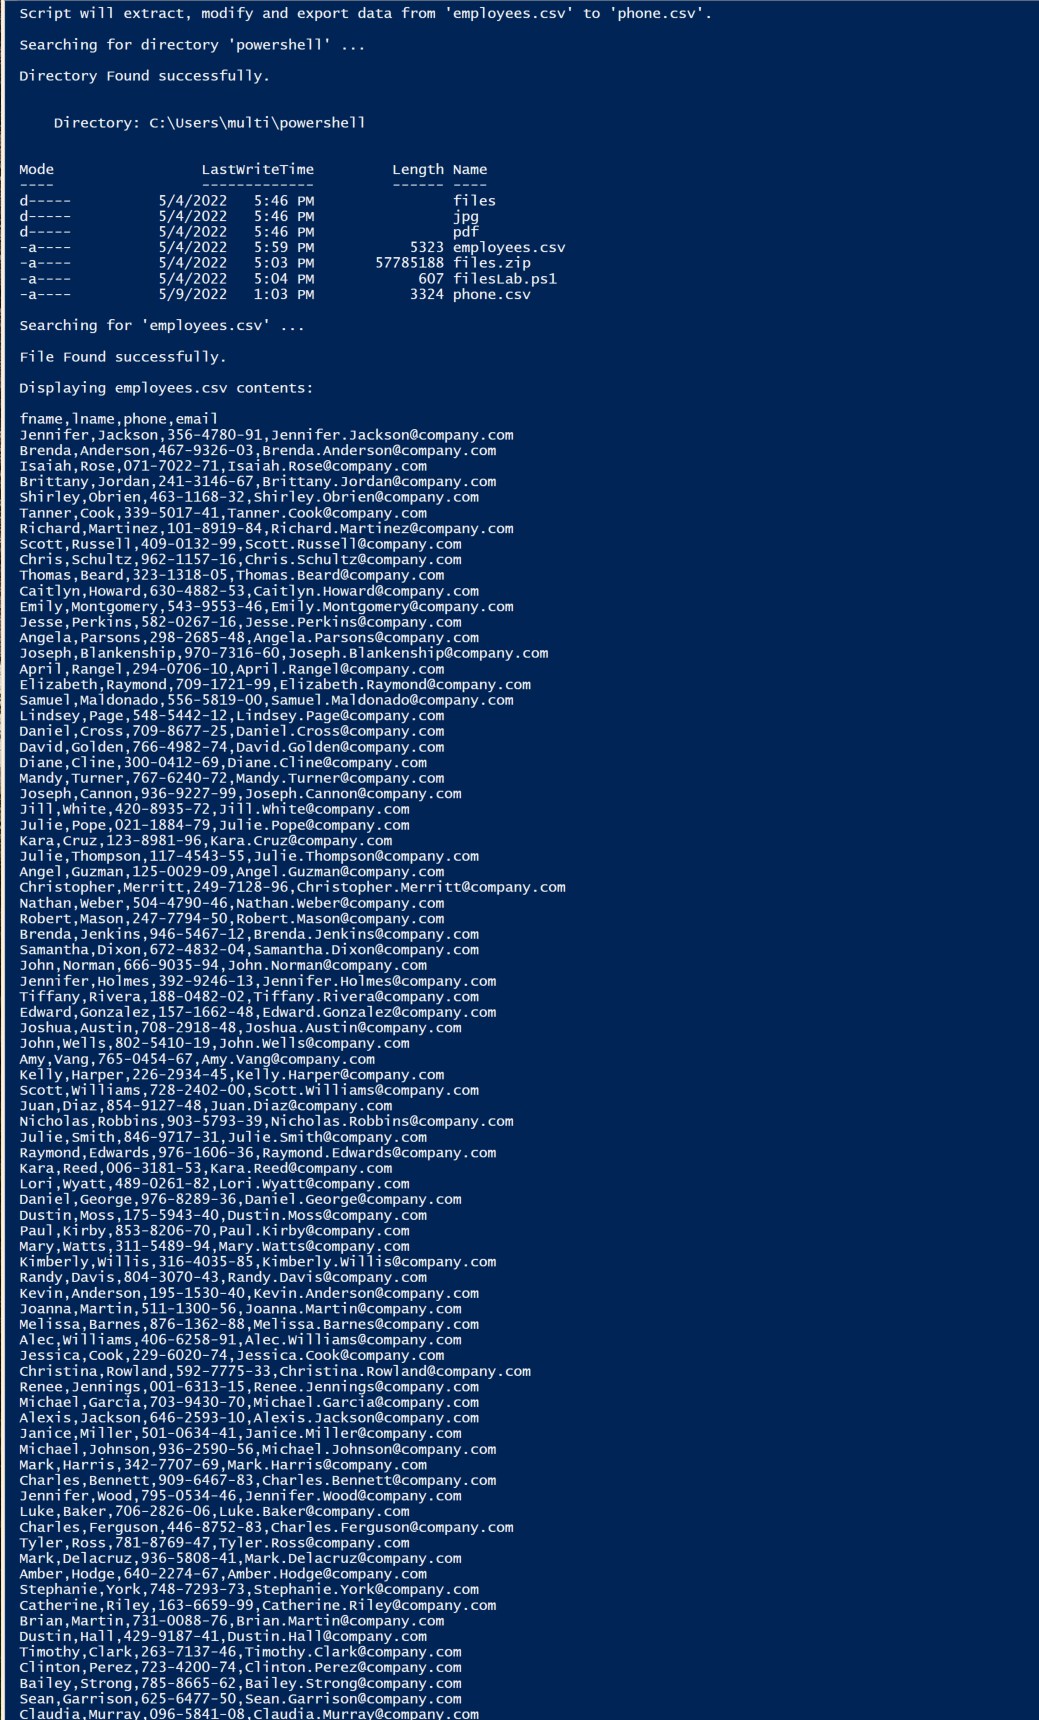 Script will extract, modify and export data from 'employees.csv' to 'phone.csv'.
Searching for directory 'powershell' ...
Directory Found successfully.
Directory: C:\Users\multi\powershell
Mode LastWriteTime Length Name
---- ------------- ------ ----
d----- 5/4/2022 5:46 PM files
d----- 5/4/2022 5:46 PM jpg
d----- 5/4/2022 5:46 PM pdf
-a---- 5/4/2022 5:59 PM 5323 employees.csv
-a---- 5/4/2022 5:03 PM 57785188 files.zip
-a---- 5/4/2022 5:04 PM 607 filesLab.ps1
-a---- 5/9/2022 1:03 PM 3324 phone.csv
Searching for 'employees.csv' ...
File Found successfully.
Displaying employees.csv contents:
fname,lname,phone,email
Jennifer,Jackson,356-4780-91,Jennifer.Jackson@company.com
Brenda,Anderson,467-9326-03,Brenda.Anderson@company.com
Isaiah,Rose,071-7022-71,Isaiah.Rose@company.com
Brittany,Jordan,241-3146-67,Brittany.Jordan@company.com
Shirley,Obrien,463-1168-32,Shirley.Obrien@company.com
Tanner,Cook,339-5017-41,Tanner.Cook@company.com
Richard,Martinez,101-8919-84,Richard.Martinez@company.com
Scott,Russell,409-0132-99,Scott.Russell@company.com
Chris,Schultz,962-1157-16,Chris.Schultz@company.com
Thomas,Beard,323-1318-05,Thomas.Beard@company.com
Caitlyn,Howard,630-4882-53,Caitlyn.Howard@company.com
Emily,Montgomery,543-9553-46,Emily.Montgomery@company.com
Jesse,Perkins,582-0267-16,Jesse.Perkins@company.com
Angela,Parsons,298-2685-48,Angela.Parsons@company.com
Joseph,Blankenship,970-7316-60,Joseph.Blankenship@company.com
April,Rangel,294-0706-10,April.Rangel@company.com
Elizabeth,Raymond,709-1721-99,Elizabeth.Raymond@company.com
Samuel,Maldonado,556-5819-00,Samuel.Maldonado@company.com
Lindsey,Page,548-5442-12,Lindsey.Page@company.com
Daniel,Cross,709-8677-25,Daniel.Cross@company.com
David,Golden,766-4982-74,David.Golden@company.com
Diane,Cline,300-0412-69,Diane.Cline@company.com
Mandy,Turner,767-6240-72,Mandy.Turner@company.com
Joseph,Cannon,936-9227-99,Joseph.Cannon@company.com
Jill,White,420-8935-72,Jill.White@company.com
Julie,Pope,021-1884-79,Julie.Pope@company.com
Kara,Cruz,123-8981-96,Kara.Cruz@company.com
Julie,Thompson,117-4543-55,Julie.Thompson@company.com
Angel,Guzman,125-0029-09,Angel.Guzman@company.com
Christopher,Merritt,249-7128-96,Christopher.Merritt@company.com
Nathan,Weber,504-4790-46,Nathan.Weber@company.com
Robert,Mason,247-7794-50,Robert.Mason@company.com
Brenda,Jenkins,946-5467-12,Brenda.Jenkins@company.com
Samantha,Dixon,672-4832-04,Samantha.Dixon@company.com
John,Norman,666-9035-94,John.Norman@company.com
Jennifer,Holmes,392-9246-13,Jennifer.Holmes@company.com
Tiffany,Rivera,188-0482-02,Tiffany.Rivera@company.com
Edward,Gonzalez,157-1662-48,Edward.Gonzalez@company.com
Joshua,Austin,708-2918-48,Joshua.Austin@company.com
John,Wells,802-5410-19,John.Wells@company.com
Amy,Vang,765-0454-67,Amy.Vang@company.com
Kelly,Harper,226-2934-45,Kelly.Harper@company.com
Scott,Williams,728-2402-00,Scott.Williams@company.com
Juan,Diaz,854-9127-48,Juan.Diaz@company.com
Nicholas,Robbins,903-5793-39,Nicholas.Robbins@company.com
Julie,Smith,846-9717-31,Julie.Smith@company.com
Raymond,Edwards,976-1606-36,Raymond.Edwards@company.com
Kara,Reed,006-3181-53,Kara.Reed@company.com
Lori,Wyatt,489-0261-82,Lori.Wyatt@company.com
Daniel,George,976-8289-36,Daniel.George@company.com
Dustin,Moss,175-5943-40,Dustin.Moss@company.com
Paul,Kirby,853-8206-70,Paul.Kirby@company.com
Mary,Watts,311-5489-94,Mary.Watts@company.com
Kimberly,Willis,316-4035-85,Kimberly.Willis@company.com
Randy,Davis,804-3070-43,Randy.Davis@company.com
Kevin,Anderson,195-1530-40,Kevin.Anderson@company.com
Joanna,Martin,511-1300-56,Joanna.Martin@company.com
Melissa,Barnes,876-1362-88,Melissa.Barnes@company.com
Alec,Williams,406-6258-91,Alec.Williams@company.com
Jessica,Cook,229-6020-74,Jessica.Cook@company.com
Christina,Rowland,592-7775-33,Christina.Rowland@company.com
Renee,Jennings,001-6313-15,Renee.Jennings@company.com
Michael,Garcia,703-9430-70,Michael.Garcia@company.com
Alexis,Jackson,646-2593-10,Alexis.Jackson@company.com
Janice,Miller,501-0634-41,Janice.Miller@company.com
Michael,Johnson,936-2590-56,Michael.Johnson@company.com
Mark,Harris,342-7707-69,Mark.Harris@company.com
Charles,Bennett,909-6467-83,Charles.Bennett@company.com
Jennifer,Wood,795-0534-46,Jennifer.Wood@company.com
Luke,Baker,706-2826-06,Luke.Baker@company.com
Charles,Ferguson,446-8752-83,Charles.Ferguson@company.com
Tyler,Ross,781-8769-47,Tyler.Ross@company.com
Mark,Delacruz,936-5808-41,Mark.Delacruz@company.com
Amber,Hodge,640-2274-67,Amber.Hodge@company.com
Stephanie,York,748-7293-73,Stephanie.York@company.com
Catherine,Riley,163-6659-99,Catherine.Riley@company.com
Brian,Martin,731-0088-76,Brian.Martin@company.com
Dustin,Hall,429-9187-41,Dustin.Hall@company.com
Timothy,Clark,263-7137-46,Timothy.Clark@company.com
Clinton,Perez,723-4200-74,Clinton.Perez@company.com
Bailey,Strong,785-8665-62,Bailey.Strong@company.com
Sean,Garrison,625-6477-50,Sean.Garrison@company.com
Claudia,Murray,096-5841-08,Claudia.Murray@company.com